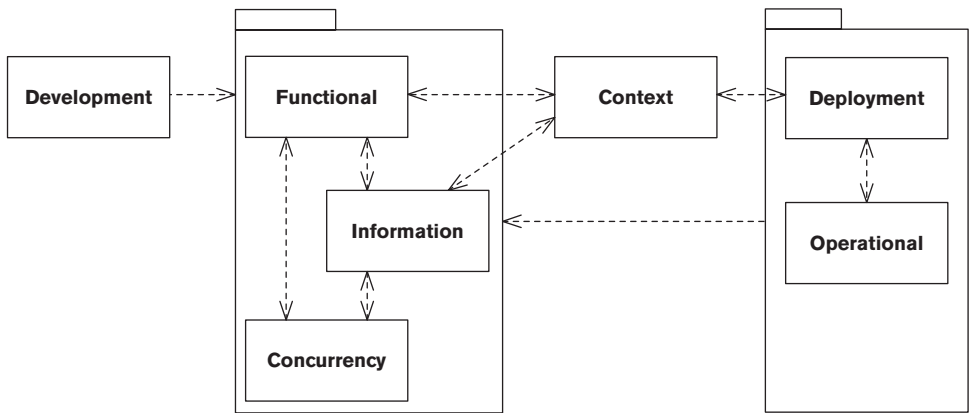 Development
Functional
Context
Deployment
Information
Operational
Concurrency